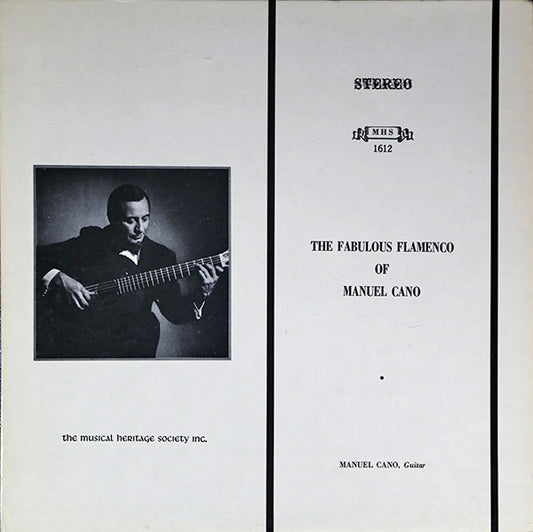 the musical heritage society inc.
STEREO
MHS
1612
THE FABULOUS FLAMENCO
OF
MANUEL CANO
MANUEL CANO, Guitar